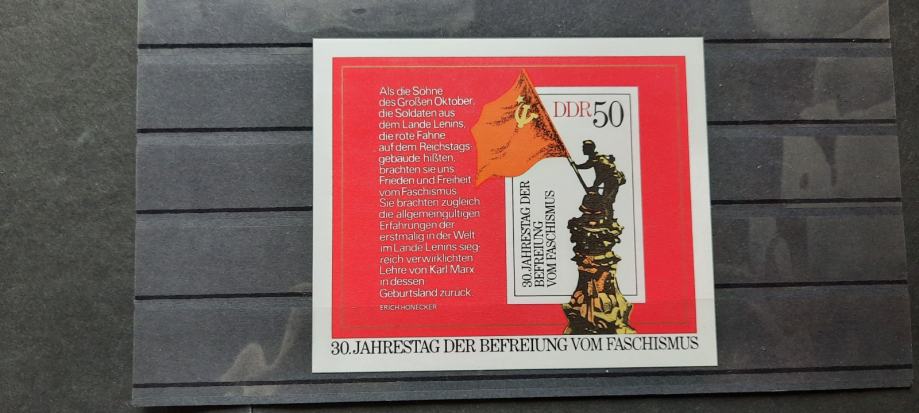 Als die Söhne
des Großen Oktober,
die Soldaten aus
dem Lande Lenins,
die rote Fahne
auf dem Reichstags-
gebäude hißten,
brachten sie uns
Frieden und Freiheit
vom Faschismus
Sie brachten zugleich
die allgemeingültigen
Erfahrungen der
erstmalig in der Welt
im Lande Lenins sieg-
reich verwirklichten
Lehre von Karl Marx
in dessen
Geburtsland zurück.
ERICH HONECKER
DDR 50
30. JAHRESTAG DER
BEFREIUNG
VOM FASCHISMUS
30. JAHRESTAG DER BEFREIUNG VOM FASCHISMUS